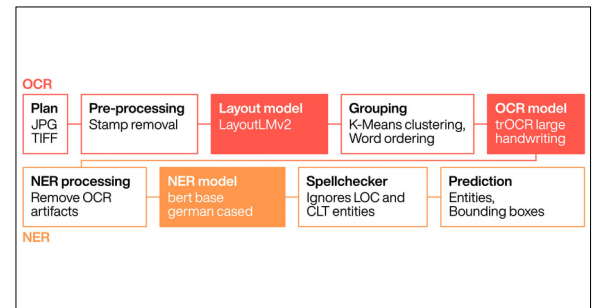 OCR
Plan
JPG
TIFF
Pre-processing
Stamp removal
Layout model
LayoutLMv2
Grouping
K-Means clustering,
Word ordering
OCR model
trOCR large
handwriting
NER processing
Remove OCR
artifacts
NER model
bert base
german cased
Spellchecker
Ignores LOC and
CLT entities
Prediction
Entities,
Bounding boxes
NER